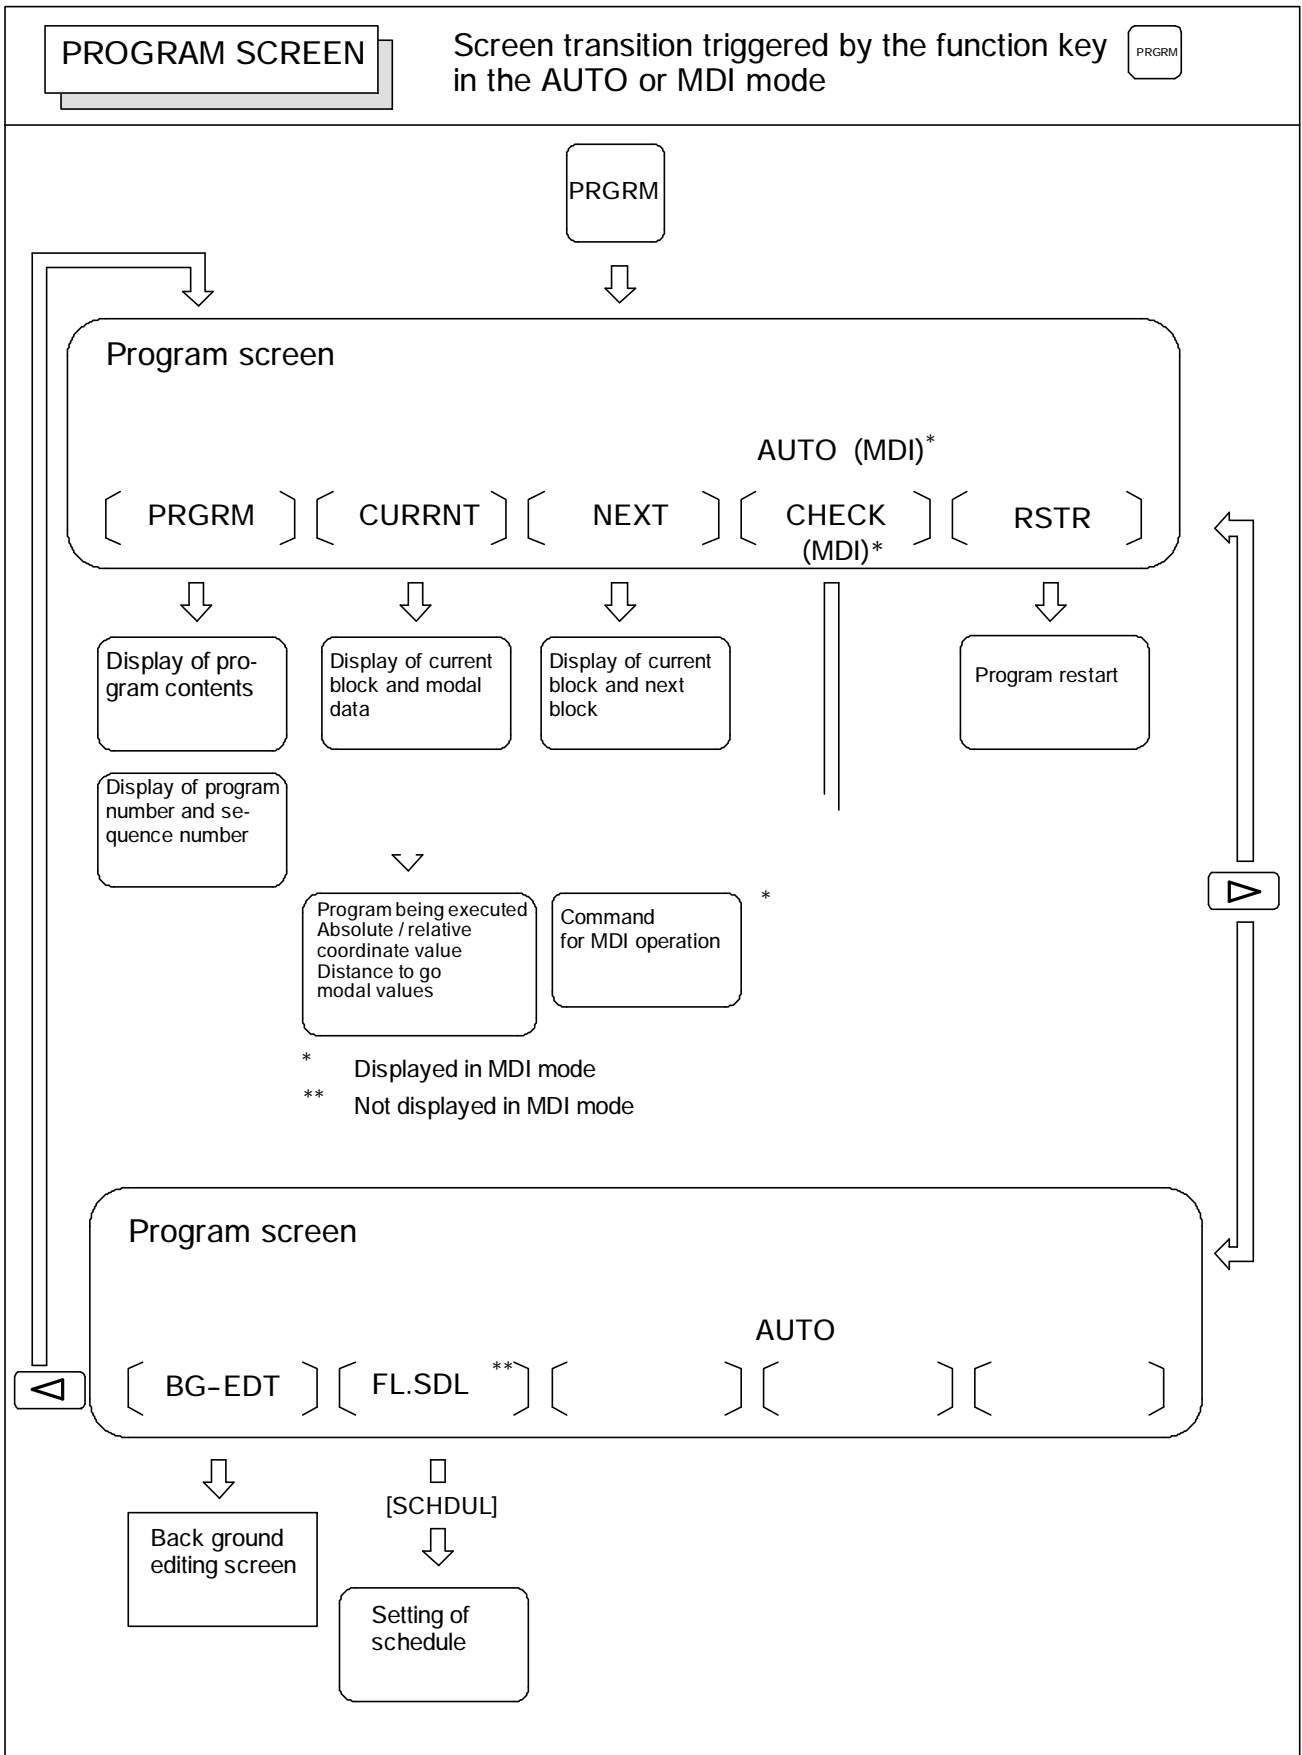 PROGRAM SCREEN
Screen transition triggered by the function key
in the AUTO or MDI mode
PRGRM
PRGRM
Program screen
AUTO (MDI)*
[ PRGRM ] [ CURRNT ] [ NEXT ] [ CHECK ] [ RSTR ]
(MDI)*
Display of pro-
gram contents
Display of current
block and modal
data
Display of current
block and next
block
Program restart
Display of program
number and se-
quence number
Program being executed
Absolute / relative
coordinate value
Distance to go
modal values
Command
for MDI operation
*
* Displayed in MDI mode
** Not displayed in MDI mode
Program screen
AUTO
[ BG-EDT ] [ FL.SDL ** ] [ ] [ ] [ ]
[SCHDUL]
Back ground
editing screen
Setting of
schedule